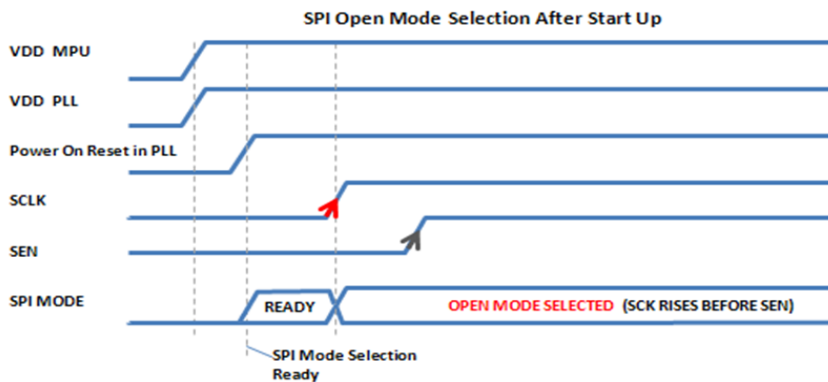 SPI Open Mode Selection After Start Up
VDD MPU
VDD PLL
Power On Reset in PLL
SCLK
SEN
SPI MODE
READY
OPEN MODE SELECTED (SCK RISES BEFORE SEN)
SPI Mode Selection
Ready